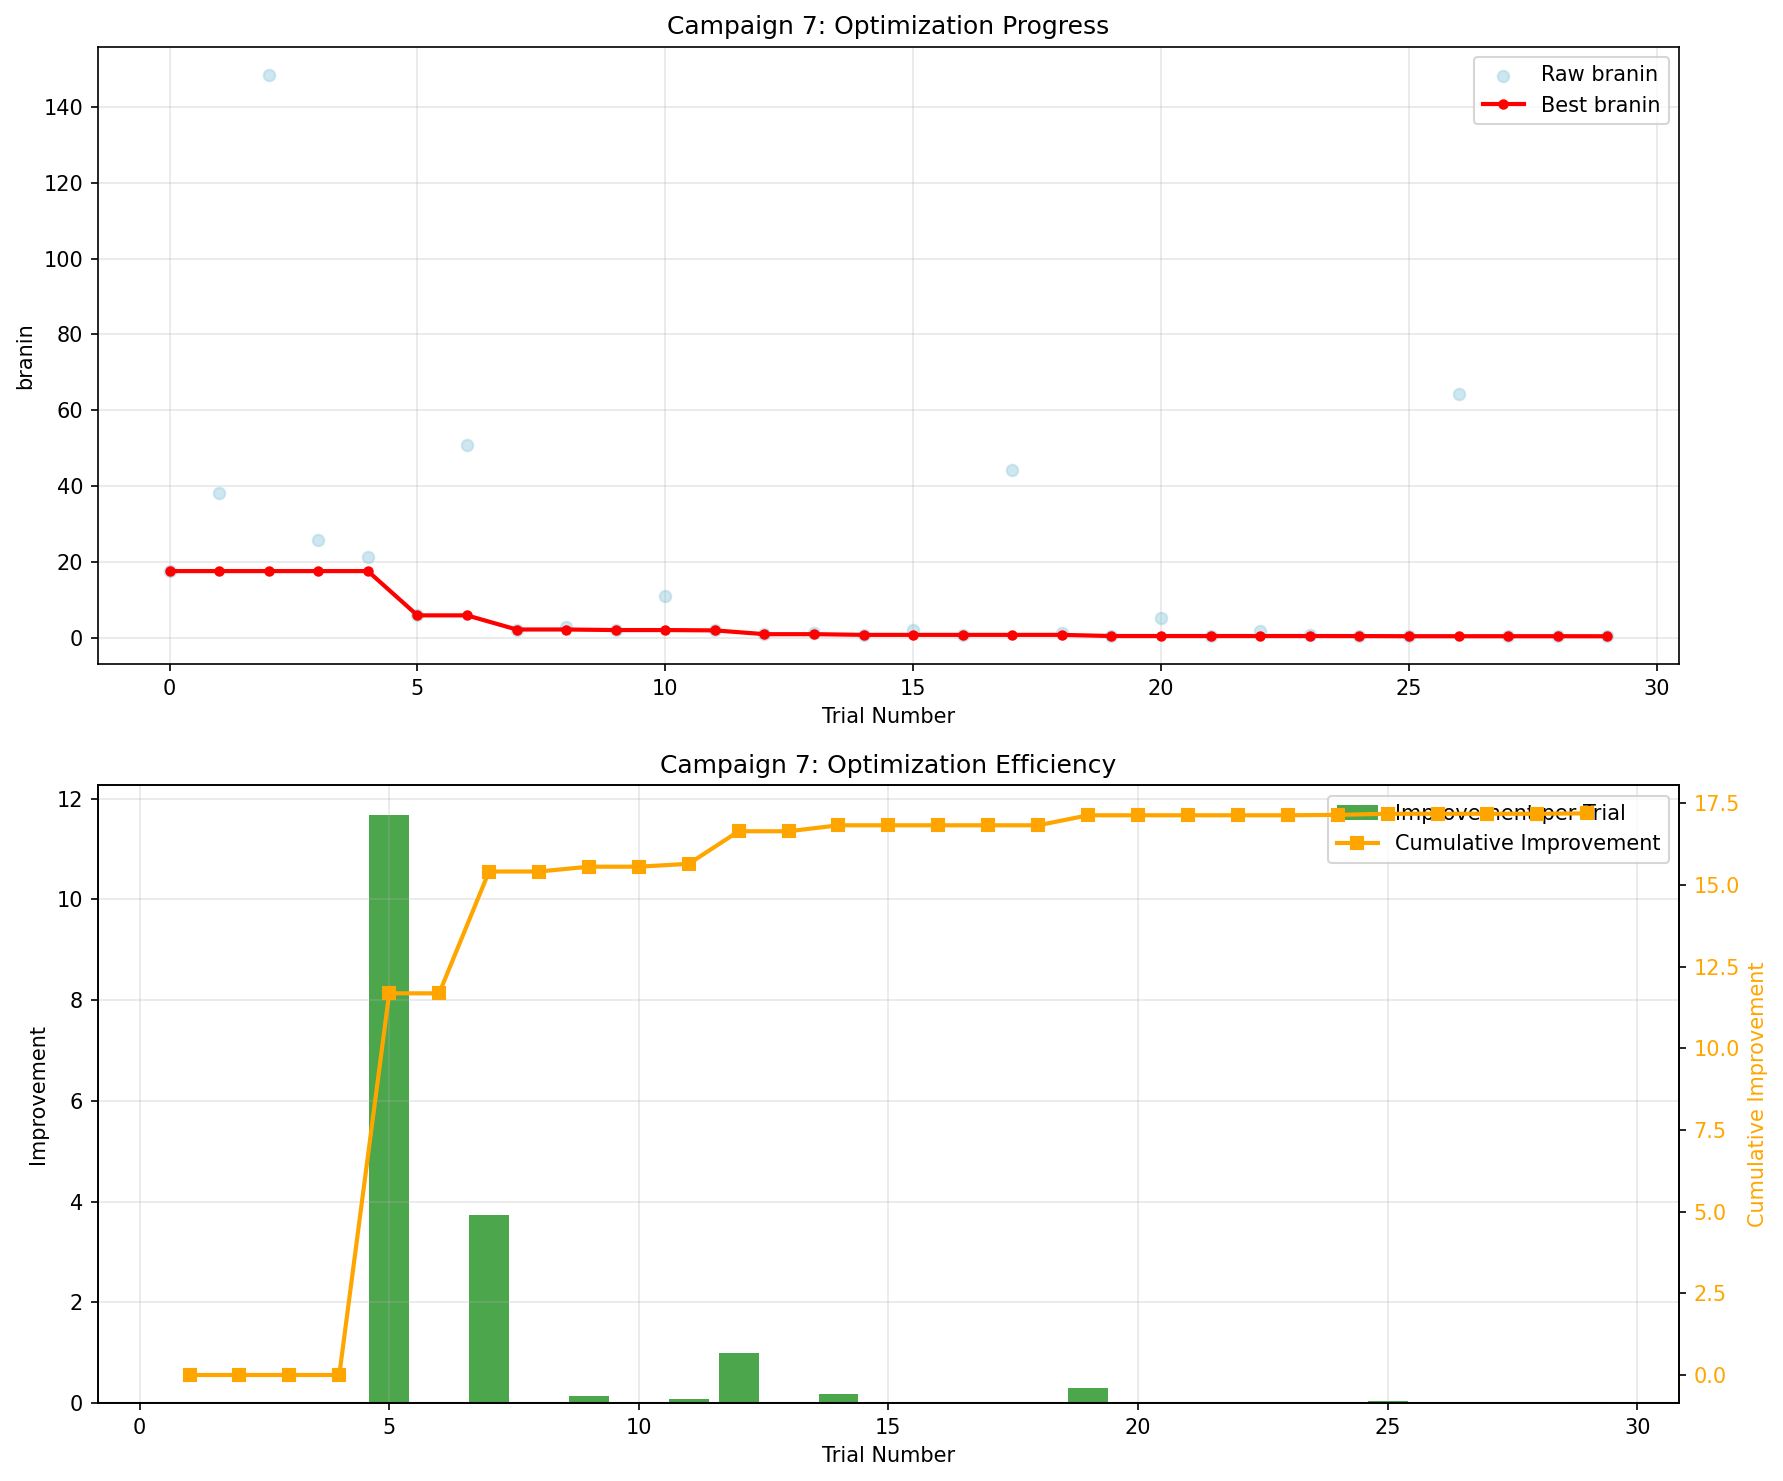 Campaign 7: Optimization Progress
Raw branin
Best branin
branin
140
120
100
80
60
40
20
0
0 5 10 15 20 25 30
Trial Number
Campaign 7: Optimization Efficiency
Improvement per Trial
Cumulative Improvement
Improvement
12
10
8
6
4
2
0
17.5
15.0
12.5
10.0
7.5
5.0
2.5
0.0
Cumulative Improvement
0 5 10 15 20 25 30
Trial Number